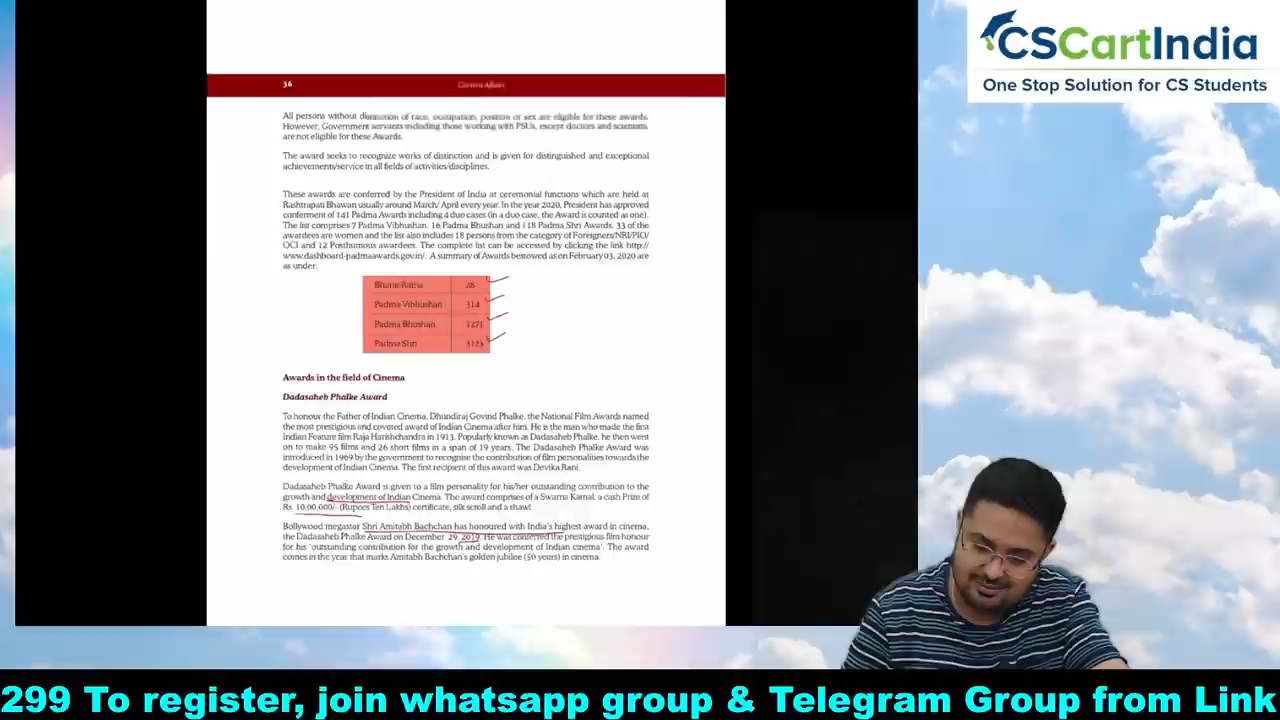 CSCartIndia
One Stop Solution for CS Students
36
All persons without distinction of race, occupation, position or sex are eligible for these awards.
However, Government servants including those working with PSUs, except doctors and scientists,
are not eligible for these Awards.
The award seeks to recognize works of distinction and is given for distinguished and exceptional
achievements/service in all fields of activities/disciplines.
These awards are conferred by the President of India at ceremonial functions which are held at
Rashtrapati Bhawan usually around March/ April every year. In the year 2020, President has approved
conferment of 141 Padma Awards including 4 duo cases (in a duo case, the Award is counted as one).
The list comprises 7 Padma Vibhushan, 16 Padma Bhushan and 118 Padma Shri Awards. 33 of the
awardees are women and the list also includes 18 persons from the category of Foreigners/NRI/PIO/
OCI and 12 Posthumous awardees. The complete list can be accessed by clicking the link http://
www.dashboard-padmaawards.gov.in/. A summary of Awards bestowed as on February 03, 2020 are
as under:
Bharat Ratna 48
Padma Vibhushan 314
Padma Bhushan 1271
Padma Shri 3123
Awards in the field of Cinema
Dadasaheb Phalke Award
To honour the Father of Indian Cinema, Dhundiraj Govind Phalke, the National Film Awards named
the most prestigious and coveted award of Indian Cinema after him. He is the man who made the first
Indian Feature film Raja Harishchandra in 1913. Popularly known as Dadasaheb Phalke, he then went
on to make 95 films and 26 short films in a span of 19 years. The Dadasaheb Phalke Award was
introduced in 1969 by the government to recognise the contribution of film personalities towards the
development of Indian Cinema. The first recipient of this award was Devika Rani.
Dadasaheb Phalke Award is given to a film personality for his/her outstanding contribution to the
growth and development of Indian Cinema. The award comprises of a Swarna Kamal, a cash Prize of
Rs. 10,00,000/- (Rupees Ten Lakhs) certificate, silk scroll and a shawl.
Bollywood megastar Shri Amitabh Bachchan has honoured with India's highest award in cinema,
the Dadasaheb Phalke Award on December 29, 2019. He was conferred the prestigious film honour
for his 'outstanding contribution for the growth and development of Indian cinema'. The award
comes in the year that marks Amitabh Bachchan's golden jubilee (50 years) in cinema.
299 To register, join whatsapp group & Telegram Group from Link